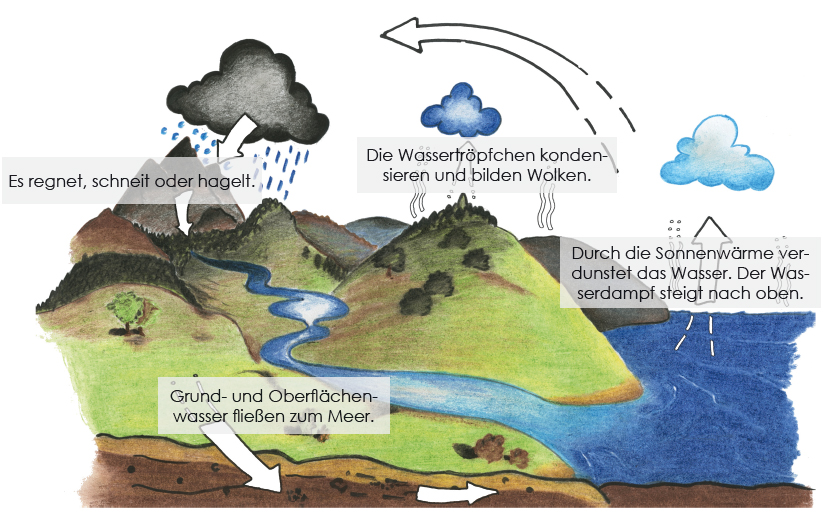 Die Wassertröpfchen konden-
sieren und bilden Wolken.
Es regnet, schneit oder hagelt.
Durch die Sonnenwärme ver-
dunstet das Wasser. Der Was-
serdampf steigt nach oben.
Grund- und Oberflächen-
wasser fließen zum Meer.